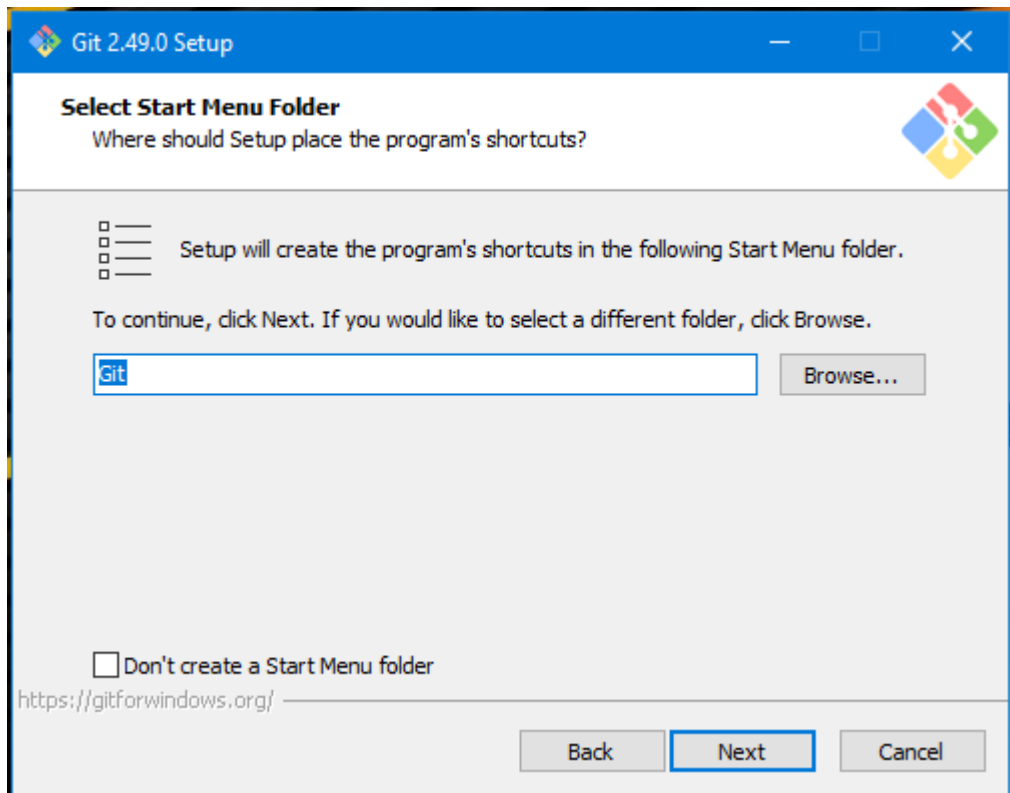 Git 2.49.0 Setup
Select Start Menu Folder
Where should Setup place the program's shortcuts?
Setup will create the program's shortcuts in the following Start Menu folder.
To continue, click Next. If you would like to select a different folder, click Browse.
Git
Browse...
Don't create a Start Menu folder
https://gitforwindows.org/
Back
Next
Cancel